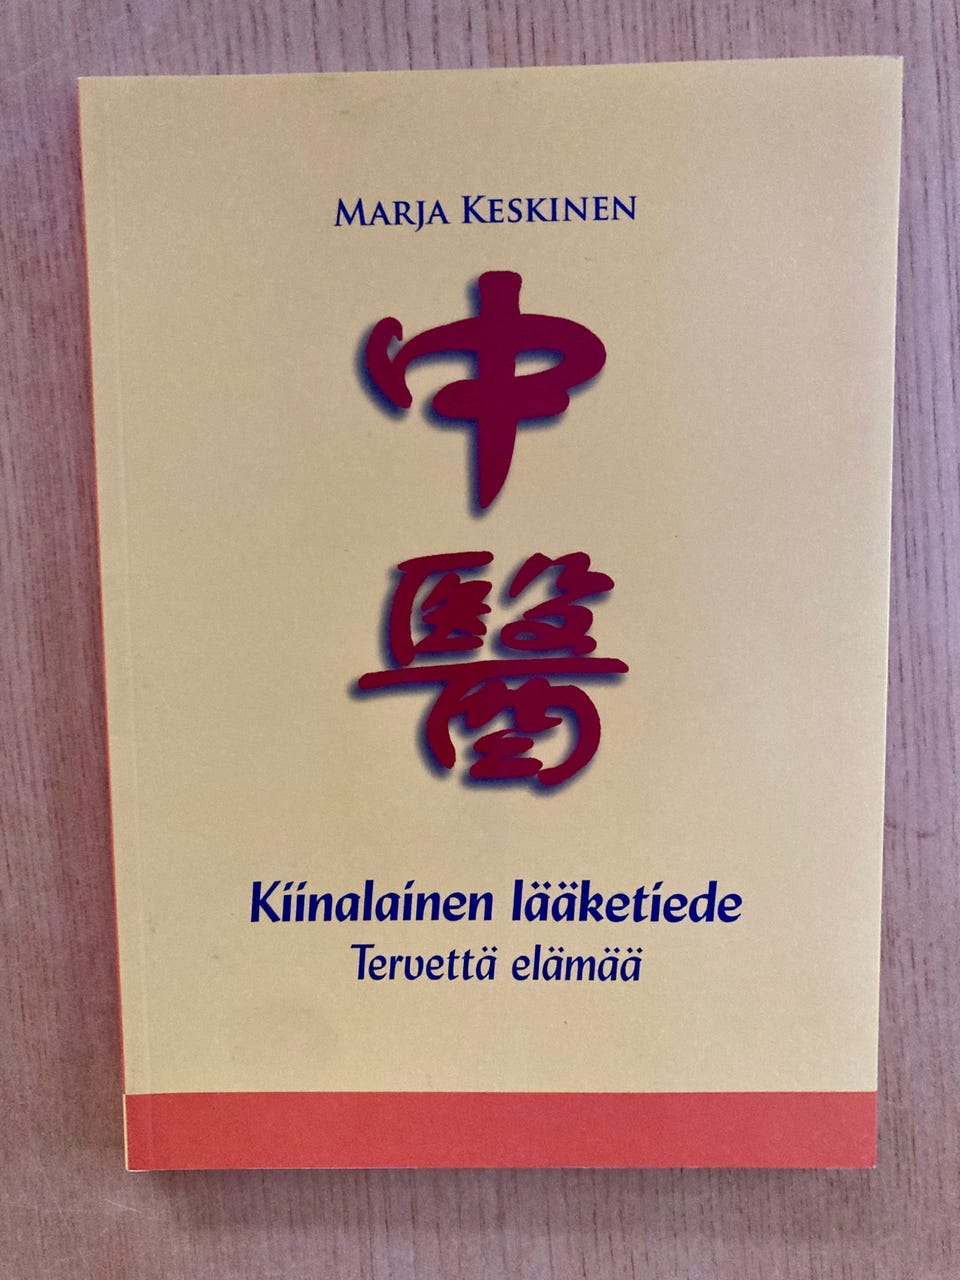 MARJA KESKINEN
中
醫
Kiinalainen lääketiede
Tervettä elämää